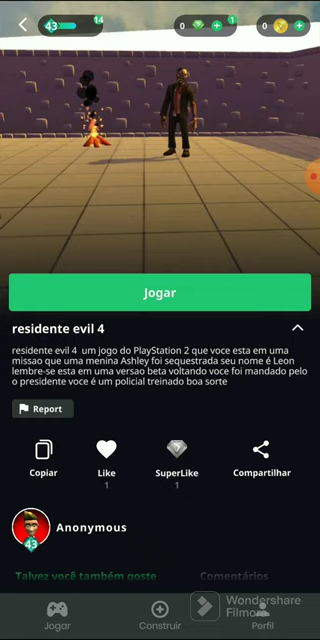 43
14
0
1
0
Jogar
residente evil 4
residente evil 4 um jogo do PlayStation 2 que voce esta em uma
missao que uma menina Ashley foi sequestrada seu nome é Leon
lembre-se esta em uma versao beta voltando voce foi mandado pelo
o presidente voce é um policial treinado boa sorte
Report
Copiar Like SuperLike Compartilhar
1 1
Anonymous
43
Talvez você também goste Comentários
Wondershare
Filmo
Jogar Construir Perfil